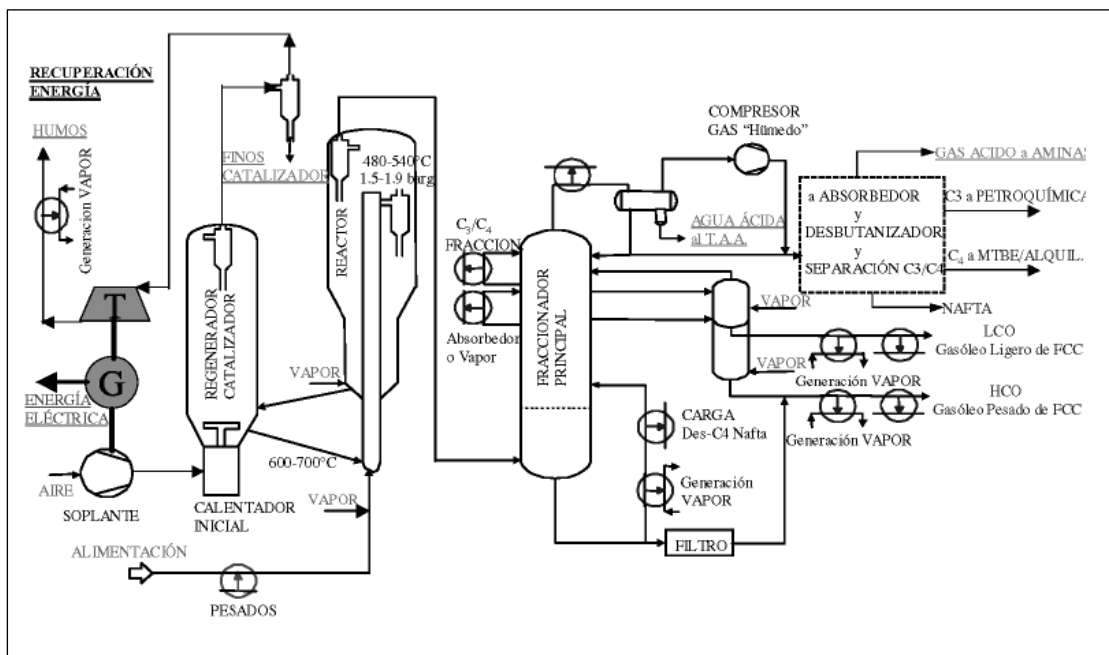 RECUPERACIÓN
ENERGÍA
HUMOS
Generacion VAPOR
T
G
ENERGÍA
ELÉCTRICA
AIRE
SOPLANTE
FINOS
CATALIZADOR
REGENERADOR
CATALIZADOR
CALENTADOR
INICIAL
600-700°C
ALIMENTACIÓN
PESADOS
REACTOR
480-540°C
1.5-1.9 barg
VAPOR
VAPOR
C3/C4
FRACCION
Absorbedor
o Vapor
FRACCIONADOR
PRINCIPAL
COMPRESOR
GAS “Húmedo”
AGUA ÁCIDA
al T.A.A.
a ABSORBEDOR
y
DESBUTANIZADOR
y
SEPARACIÓN C3/C4
GAS ACIDO a AMINAS
C3 a PETROQUÍMICA
C4 a MTBE/ALQUIL.
NAFTA
VAPOR
VAPOR
LCO
Gasóleo Ligero de FCC
Generación VAPOR
HCO
Gasóleo Pesado de FCC
Generación VAPOR
CARGA
Des-C4 Nafta
Generación
VAPOR
FILTRO